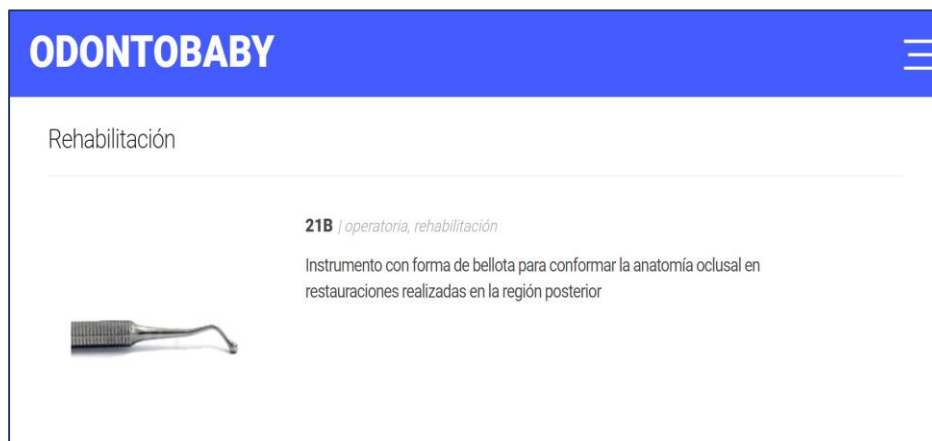 ODONTOBABY
Rehabilitación
21B | operatoria, rehabilitación
Instrumento con forma de bellota para conformar la anatomía oclusal en
restauraciones realizadas en la región posterior